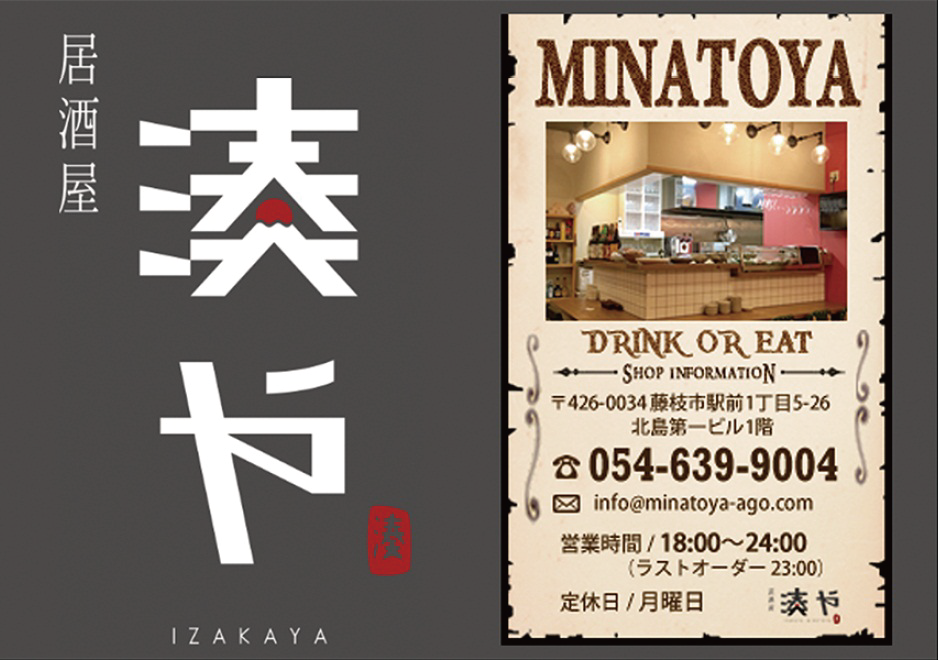 居酒屋
湊や
IZAKAYA
MINATOYA
DRINK OR EAT
SHOP INFORMATION
〒426-0034 藤枝市駅前1丁目5-26
北島第一ビル1階
054-639-9004
info@minatoya-ago.com
営業時間 / 18:00～24:00
（ラストオーダー 23:00）
定休日 / 月曜日
居酒屋
湊や